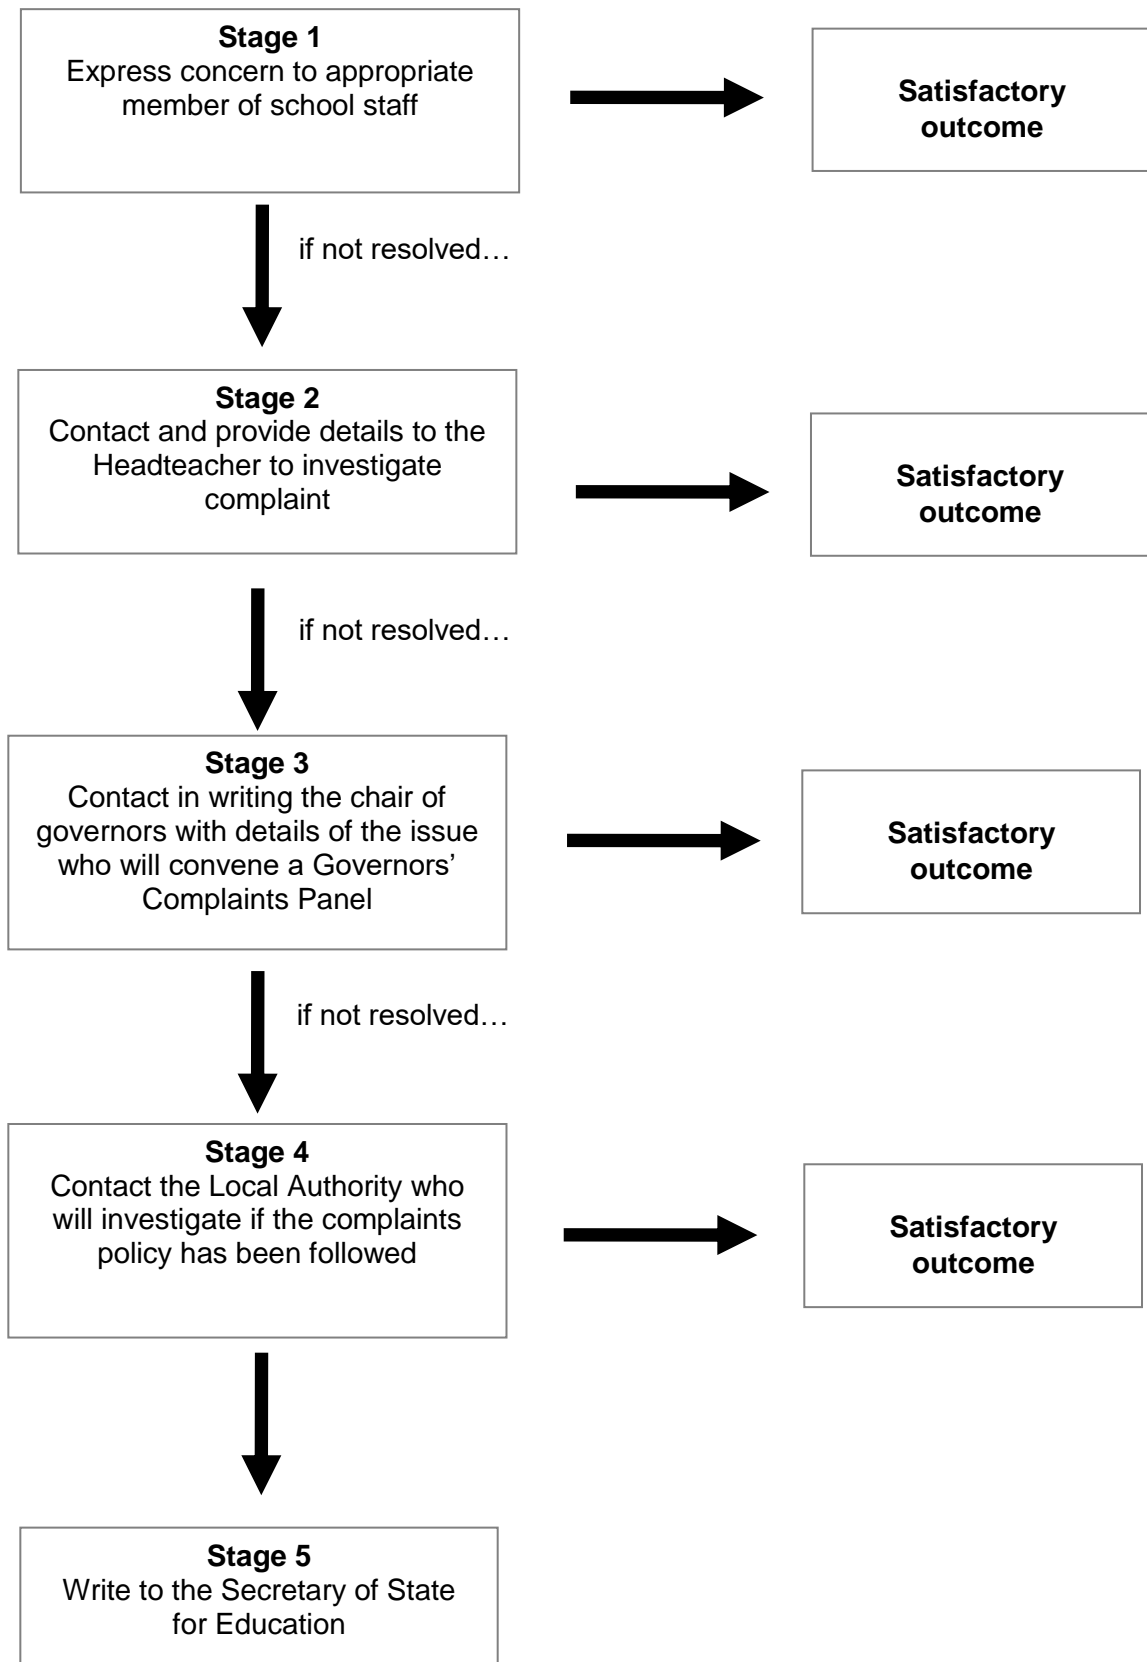 Stage 1
Express concern to appropriate
member of school staff
Satisfactory
outcome
if not resolved…
Stage 2
Contact and provide details to the
Headteacher to investigate
complaint
Satisfactory
outcome
if not resolved…
Stage 3
Contact in writing the chair of
governors with details of the issue
who will convene a Governors’
Complaints Panel
Satisfactory
outcome
if not resolved…
Stage 4
Contact the Local Authority who
will investigate if the complaints
policy has been followed
Satisfactory
outcome
Stage 5
Write to the Secretary of State
for Education